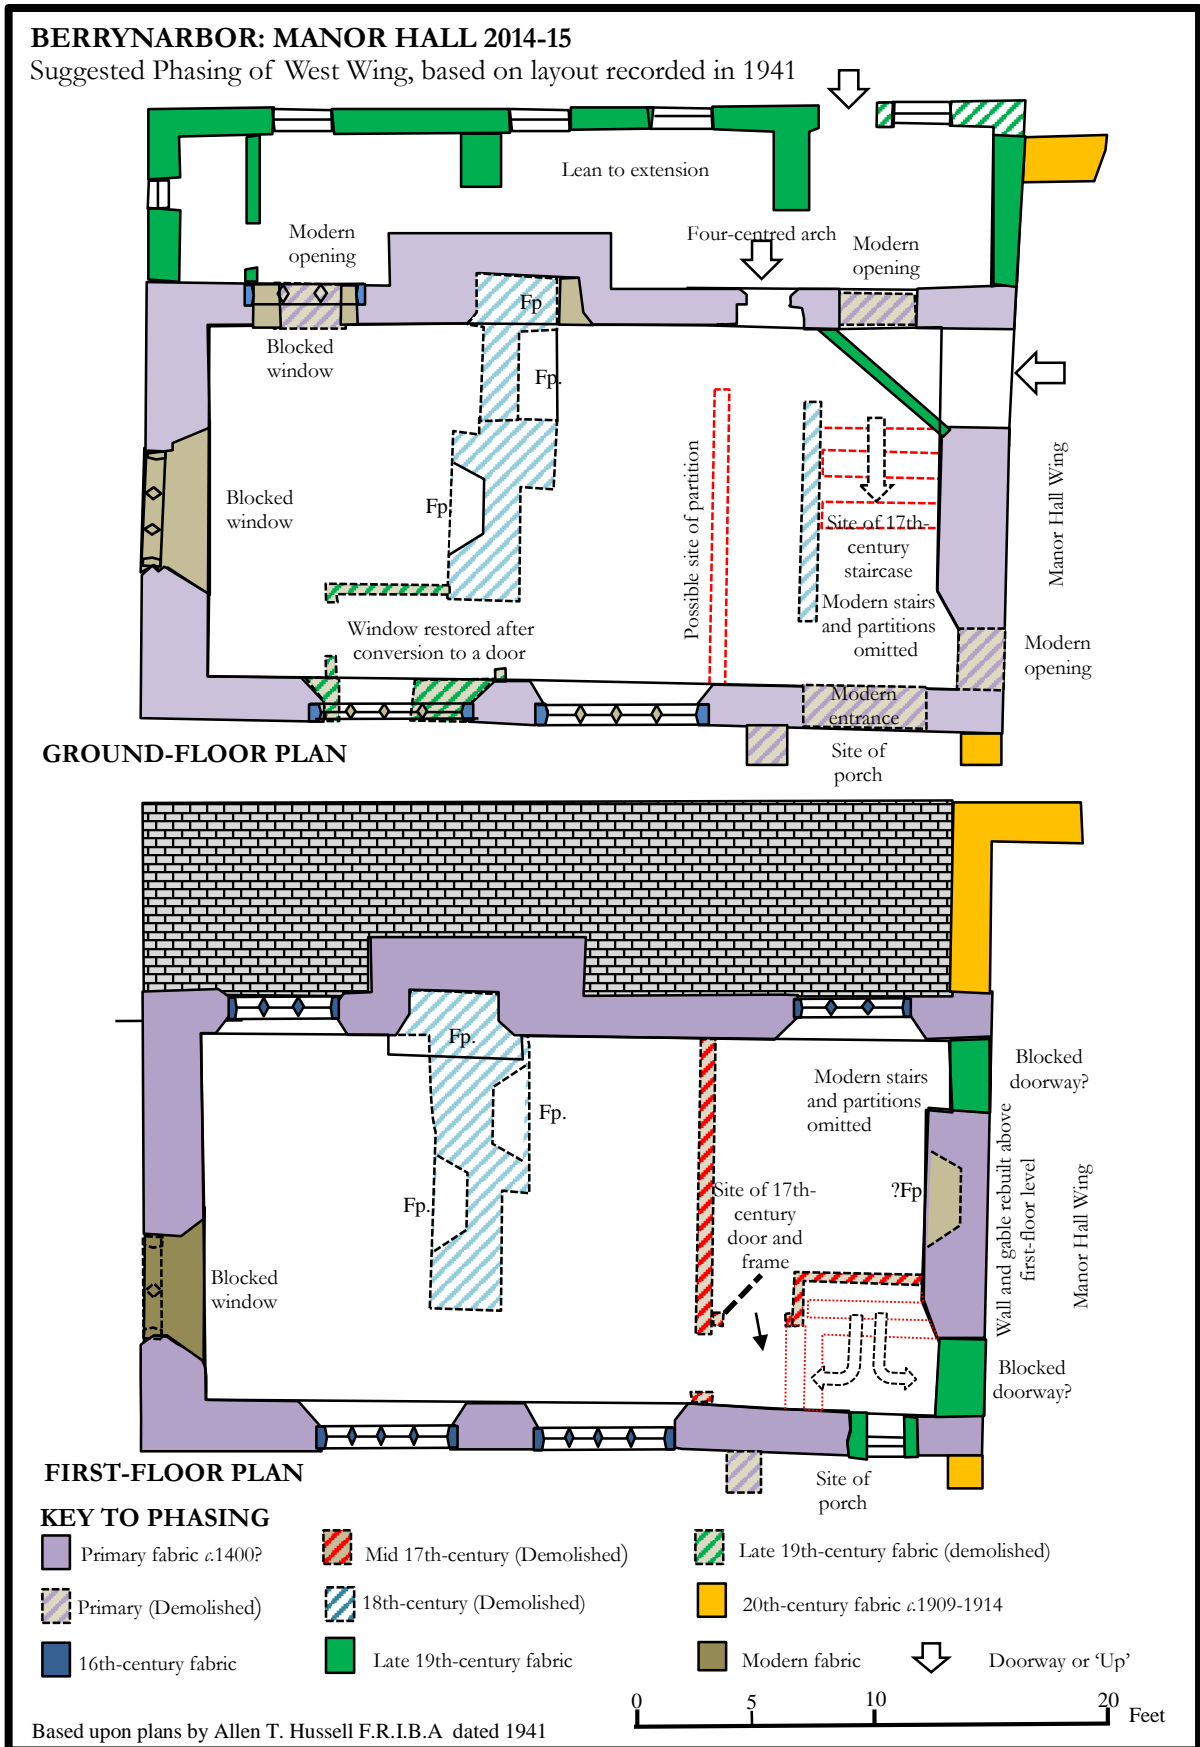 BERRYNARBOR: MANOR HALL 2014-15
Suggested Phasing of West Wing, based on layout recorded in 1941
Lean to extension
Modern
opening
Four-centred arch
Modern
opening
Fp
Blocked
window
Fp.
Blocked
window
Fp.
Possible site of partition
Site of 17th-
century
staircase
Modern stairs
and partitions
omitted
Manor Hall Wing
Window restored after
conversion to a door
Modern
opening
Modern
entrance
GROUND-FLOOR PLAN
Site of
porch
Fp.
Fp.
Fp.
Modern stairs
and partitions
omitted
Blocked
doorway?
?Fp
Wall and gable rebuilt above
first-floor level
Manor Hall Wing
Site of 17th-
century
door and
frame
Blocked
window
Blocked
doorway?
FIRST-FLOOR PLAN
Site of
porch
KEY TO PHASING
Primary fabric c.1400?
Mid 17th-century (Demolished)
Late 19th-century fabric (demolished)
Primary (Demolished)
18th-century (Demolished)
20th-century fabric c.1909-1914
16th-century fabric
Late 19th-century fabric
Modern fabric
Doorway or ‘Up’
0 5 10 20
Feet
Based upon plans by Allen T. Hussell F.R.I.B.A dated 1941